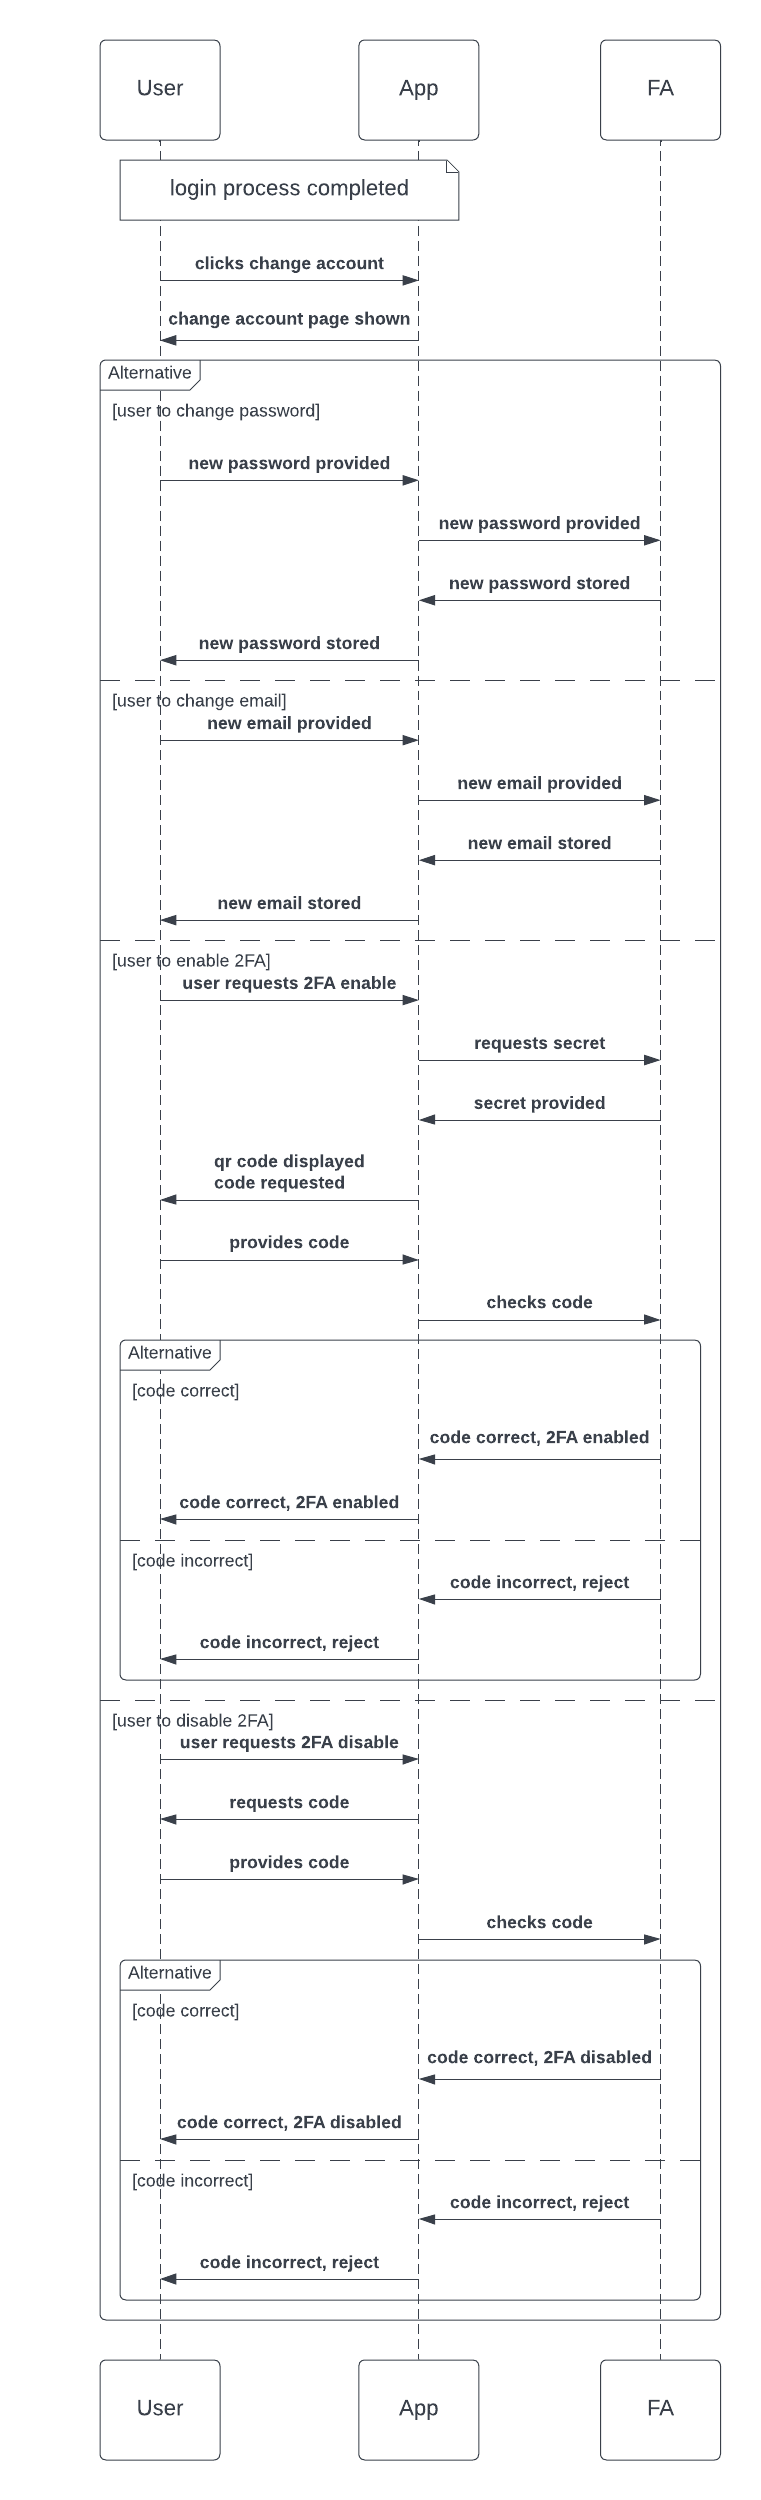 User
App
FA
login process completed
clicks change account
change account page shown
Alternative
[user to change password]
new password provided
new password provided
new password stored
new password stored
[user to change email]
new email provided
new email provided
new email stored
new email stored
[user to enable 2FA]
user requests 2FA enable
requests secret
secret provided
qr code displayed
code requested
provides code
checks code
Alternative
[code correct]
code correct, 2FA enabled
code correct, 2FA enabled
[code incorrect]
code incorrect, reject
code incorrect, reject
[user to disable 2FA]
user requests 2FA disable
requests code
provides code
checks code
Alternative
[code correct]
code correct, 2FA disabled
code correct, 2FA disabled
[code incorrect]
code incorrect, reject
code incorrect, reject
User
App
FA